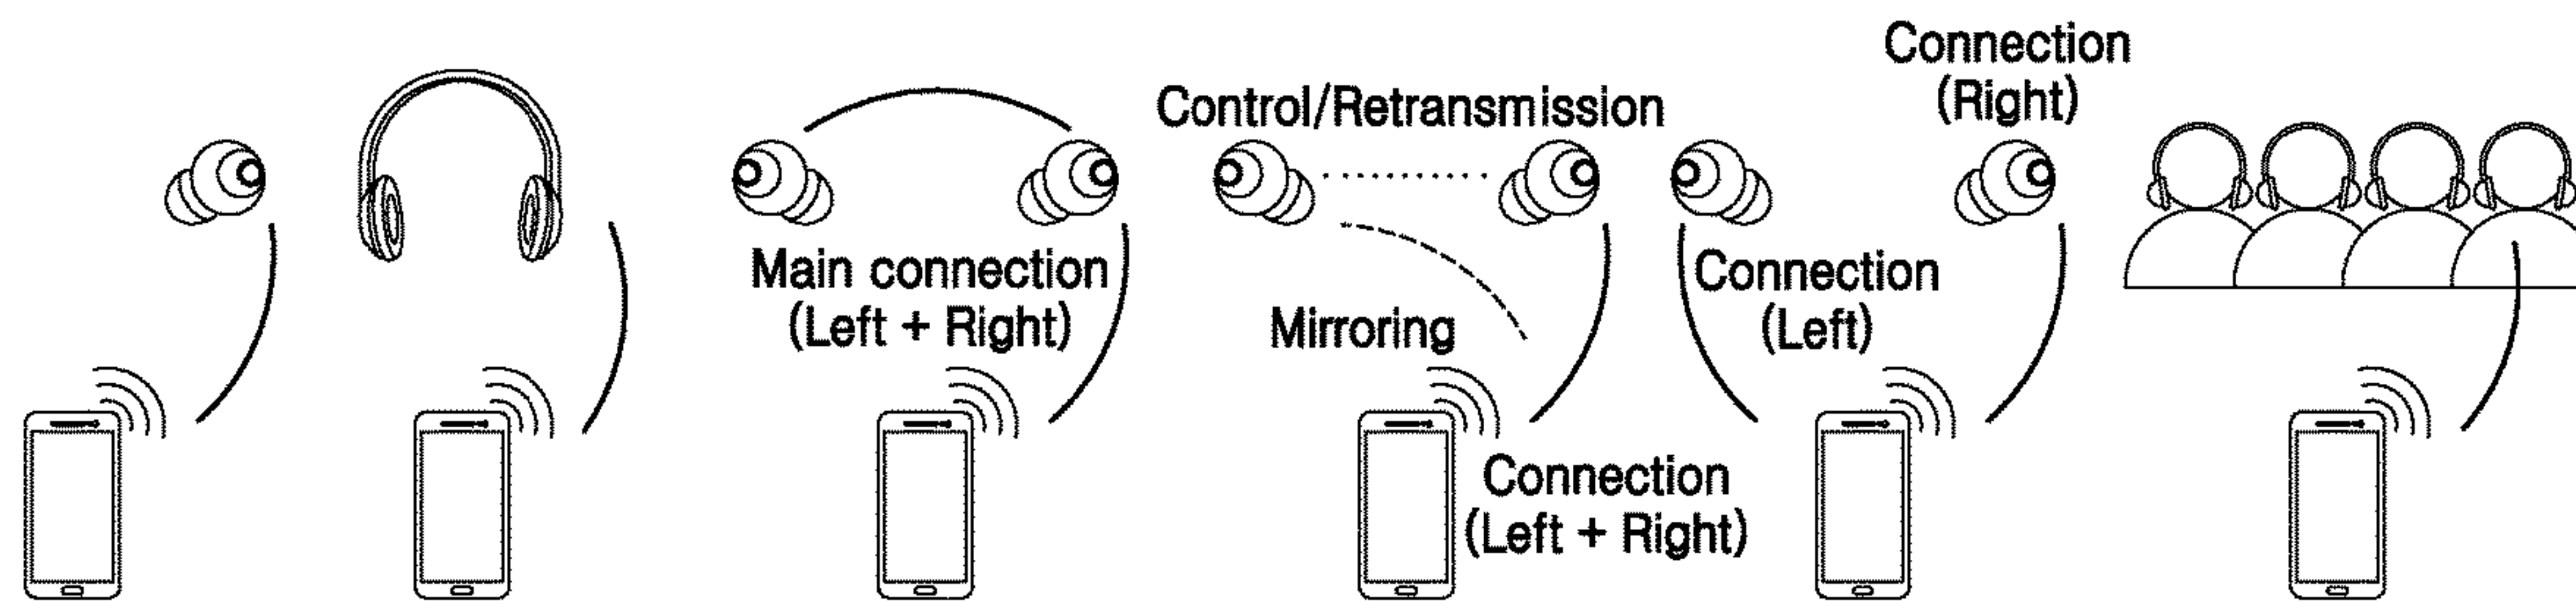 Main connection
(Left + Right)
Control/Retransmission
Mirroring
Connection
(Left + Right)
Connection
(Left)
Connection
(Right)